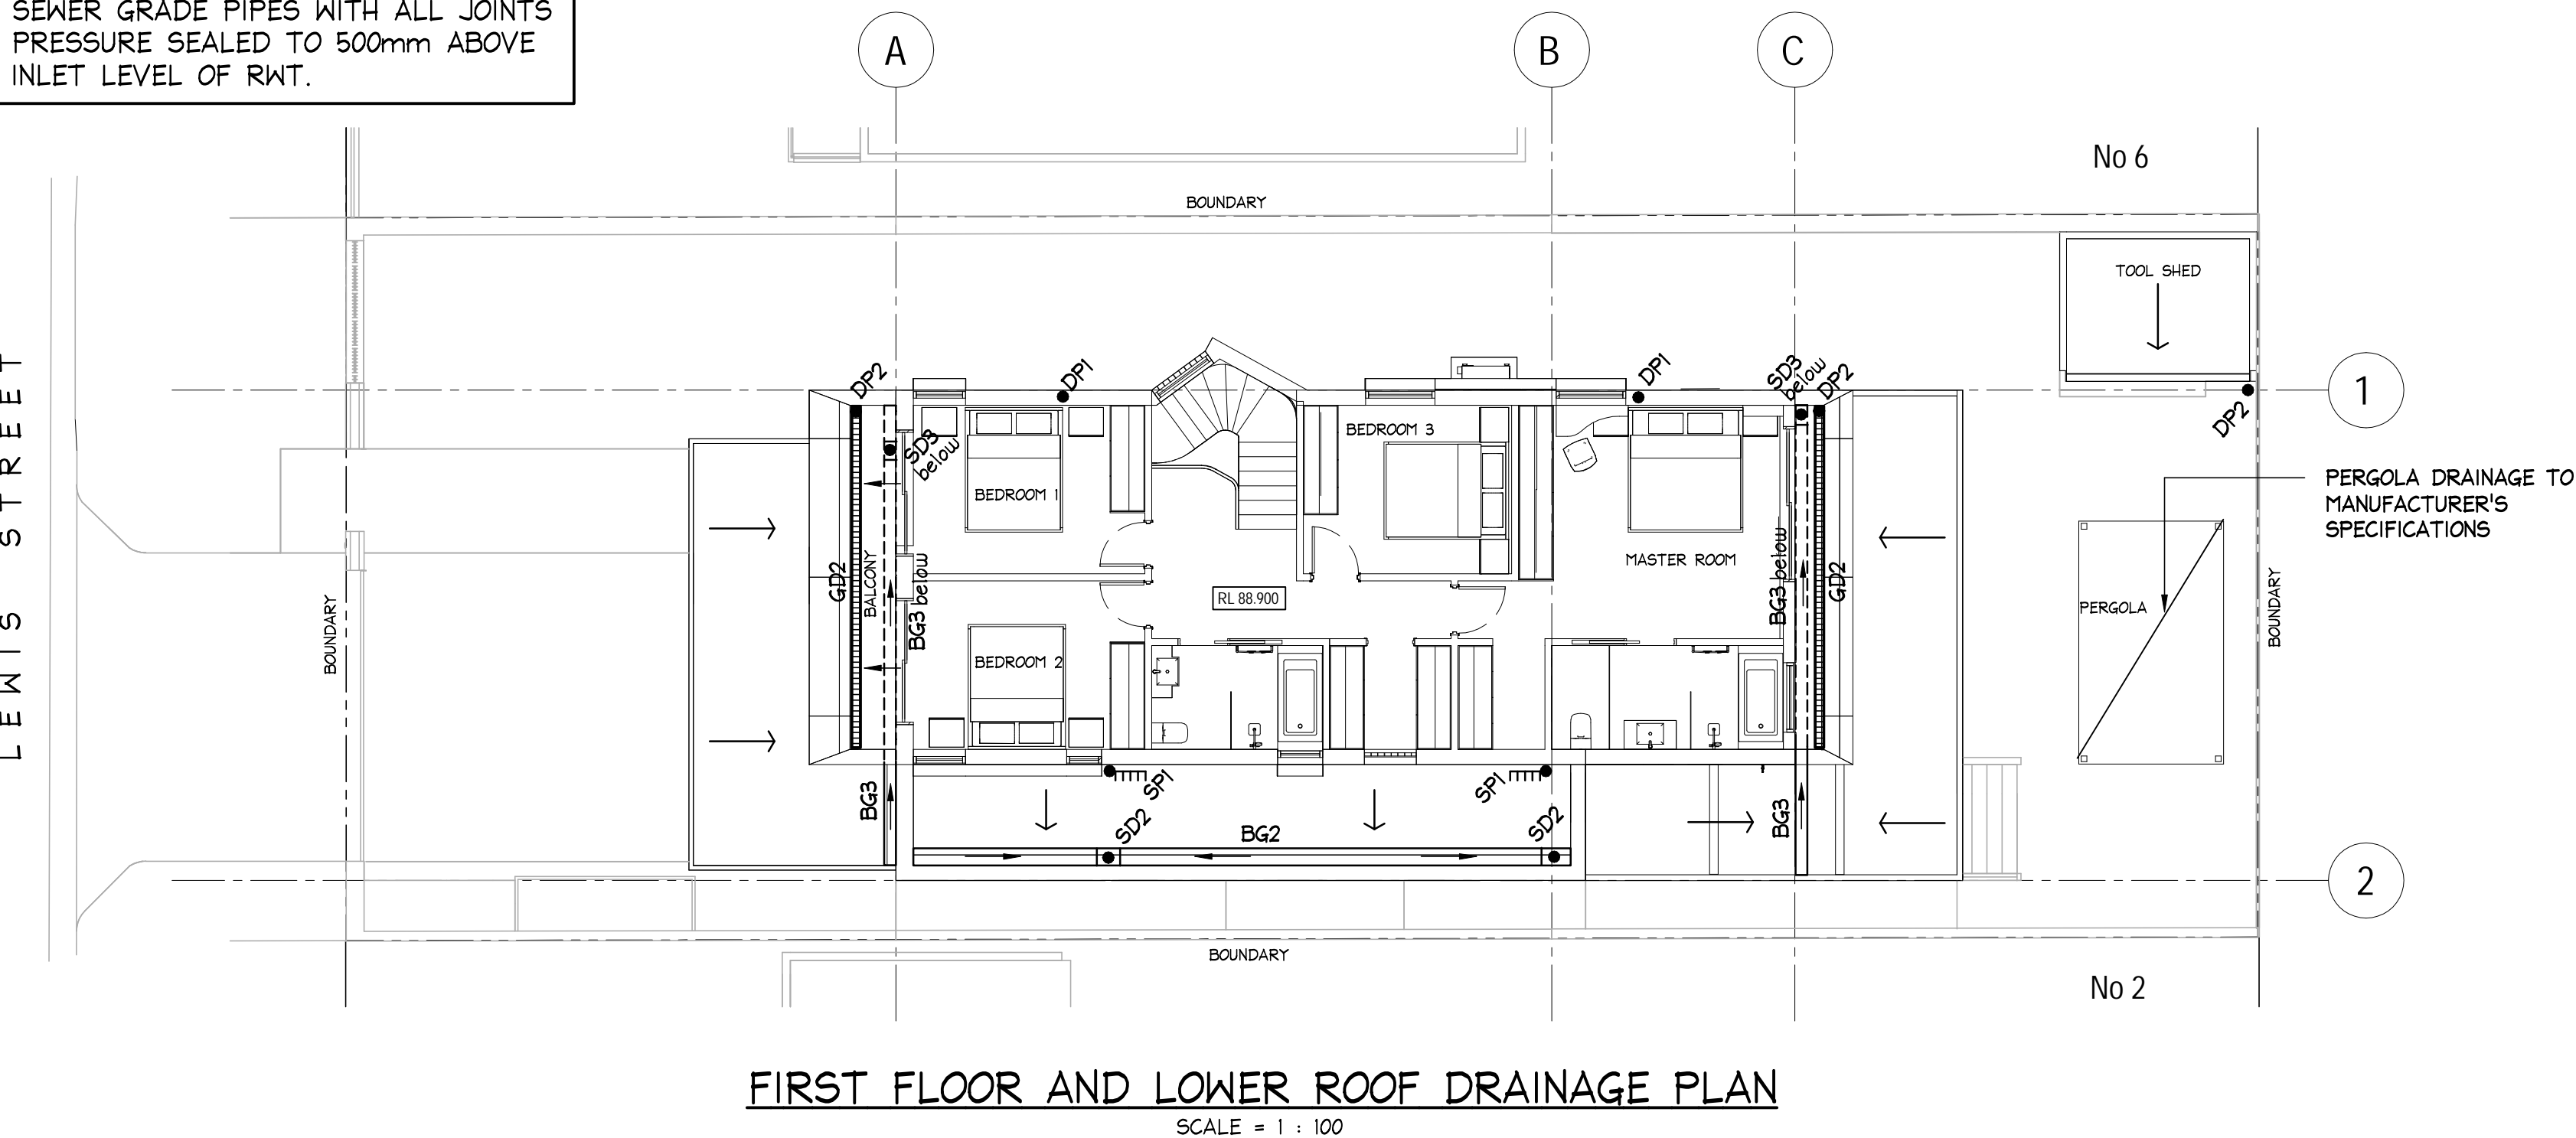 SEWER GRADE PIPES WITH ALL JOINTS
PRESSURE SEALED TO 500mm ABOVE
INLET LEVEL OF RWT.
A
B
C
No 6
BOUNDARY
TOOL SHED
LEWIS STREET
DP2
DP1
DP1
SD3
below
DP2
1
DP2
BEDROOM 3
SD3
below
BEDROOM 1
PERGOLA DRAINAGE TO
MANUFACTURER'S
SPECIFICATIONS
MASTER ROOM
GD2
BALCONY
BG3 below
RL 88.900
BG3 below
GD2
PERGOLA
BOUNDARY
BOUNDARY
BEDROOM 2
SP1
SP1
BG3
SD2
BG2
SD2
BG3
2
BOUNDARY
No 2
FIRST FLOOR AND LOWER ROOF DRAINAGE PLAN
SCALE = 1 : 100